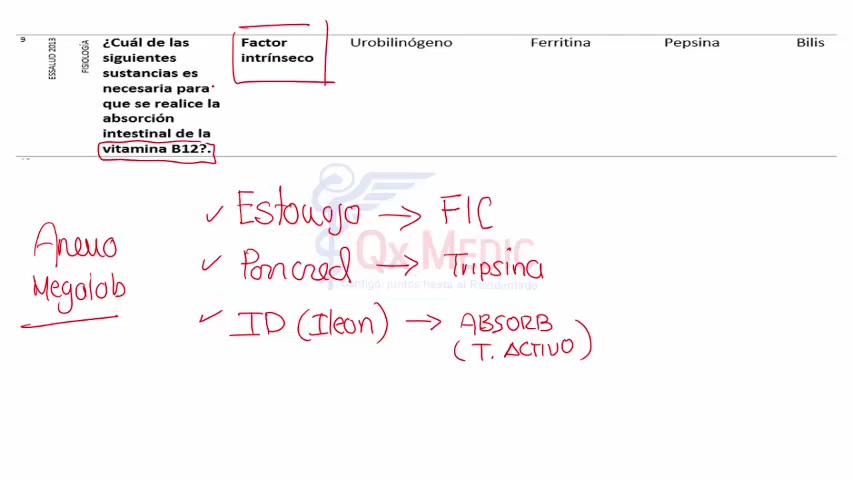 9
ESSALUD 2013
FISIOLOGÍA
¿Cuál de las
siguientes
sustancias es
necesaria para
que se realice la
absorción
intestinal de la
vitamina B12?.
Factor
intrínseco
Urobilinógeno
Ferritina
Pepsina
Bilis
Estomago → FIC
Pancread → Tripsina
ID (Ileon) → ABSORB
(T. ACTIVO)
Anemo
Megalob
Qx MEDIC
Contigo, juntos hasta el Residentado